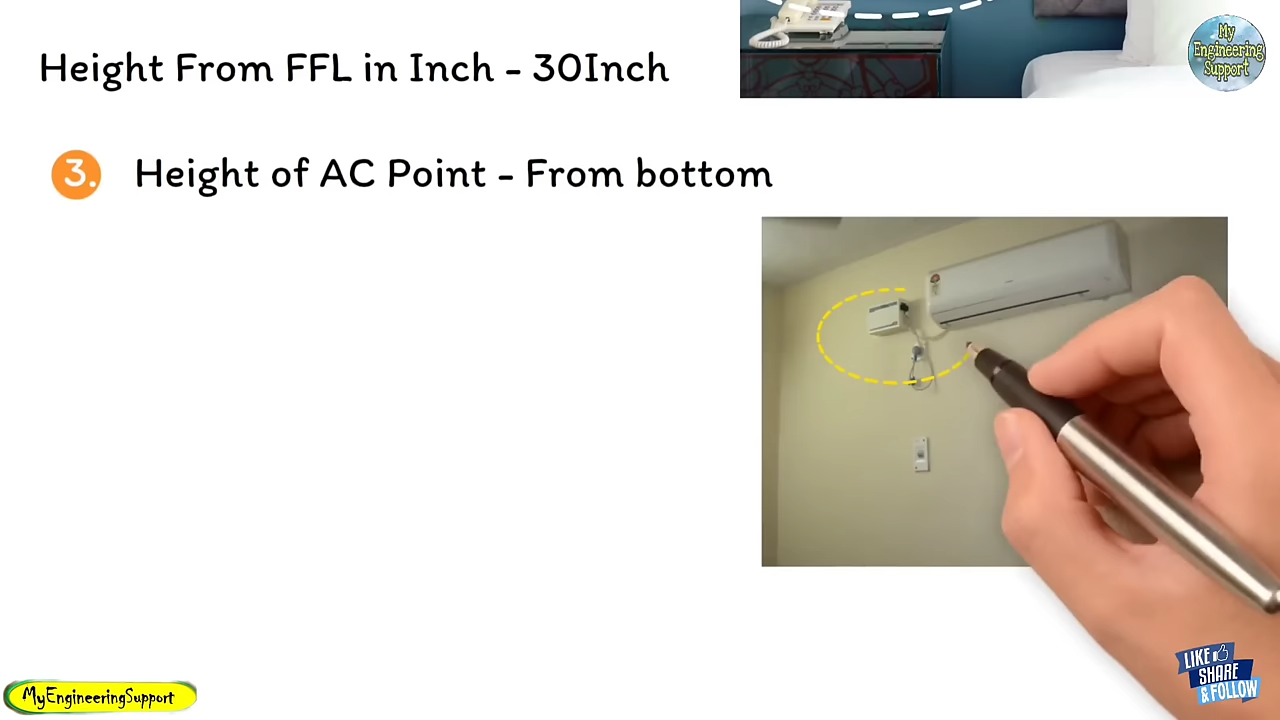 Height From FFL in Inch - 30Inch
My
Engineering
Support
3. Height of AC Point - From bottom
LIKE
SHARE
& FOLLOW
MyEngineeringSupport